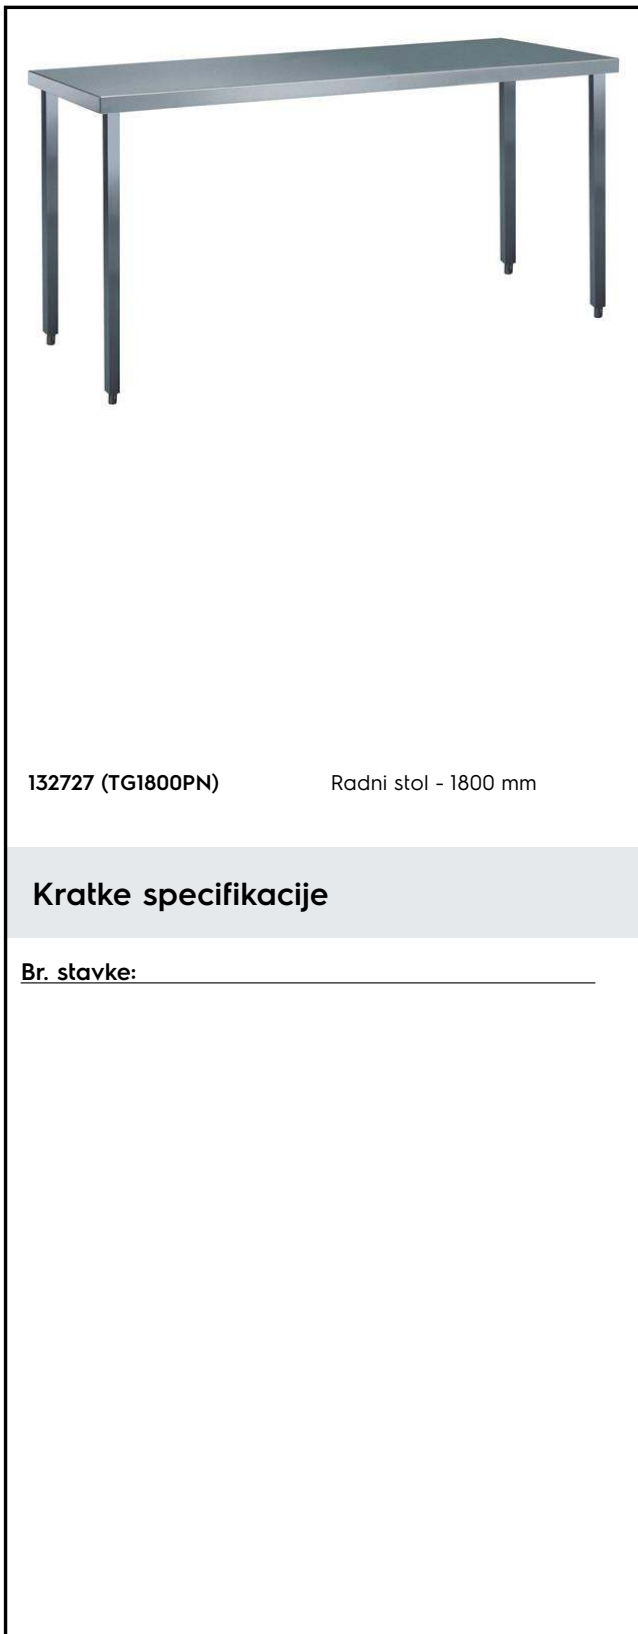 132727 (TG1800PN) Radni stol - 1800 mm
Kratke specifikacije
Br. stavke: